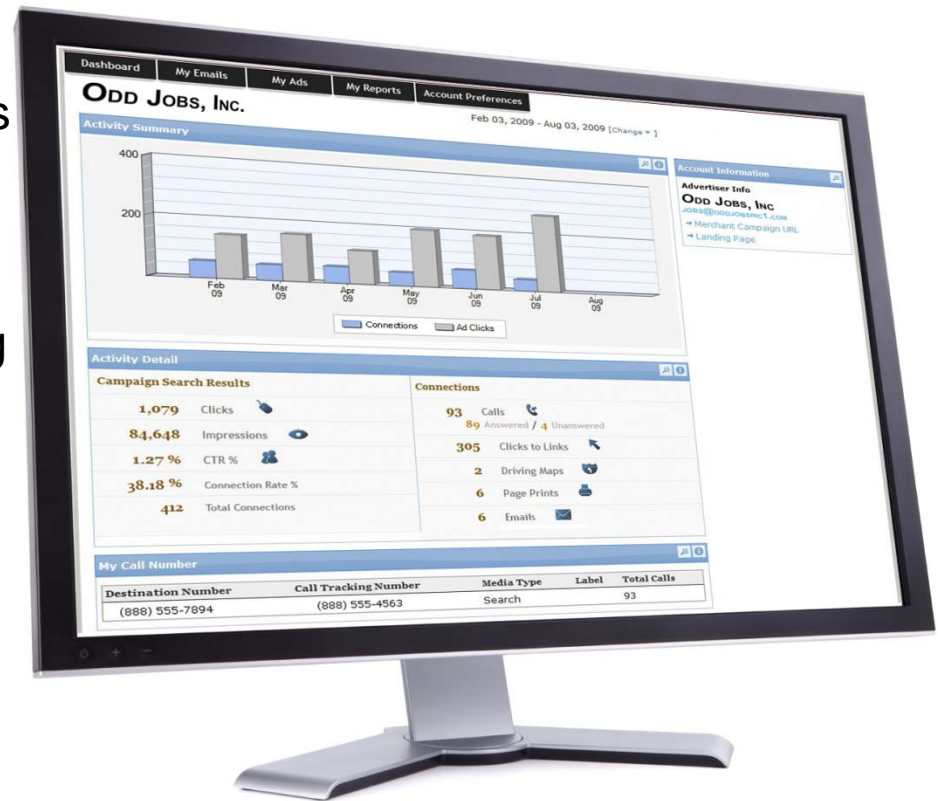 s
g
Dashboard My Emails My Ads My Reports Account Preferences
ODD JOBS, INC.
Feb 03, 2009 - Aug 03, 2009 [Change ]
Activity Summary
400
200
Feb 09 Mar 09 Apr 09 May 09 Jun 09 Jul 09 Aug 09
Connections Ad Clicks
Account Information
Advertiser Info
ODD JOBS, INC
JOBS@ODDJOBSINC1.COM
Merchant Campaign URL
Landing Page
Activity Detail
Campaign Search Results
1,079 Clicks
84,648 Impressions
1.27 % CTR %
38.18 % Connection Rate %
412 Total Connections
Connections
93 Calls
89 Answered / 4 Unanswered
305 Clicks to Links
2 Driving Maps
6 Page Prints
6 Emails
My Call Number
Destination Number Call Tracking Number Media Type Label Total Calls
(888) 555-7894 (888) 555-4563 Search 93